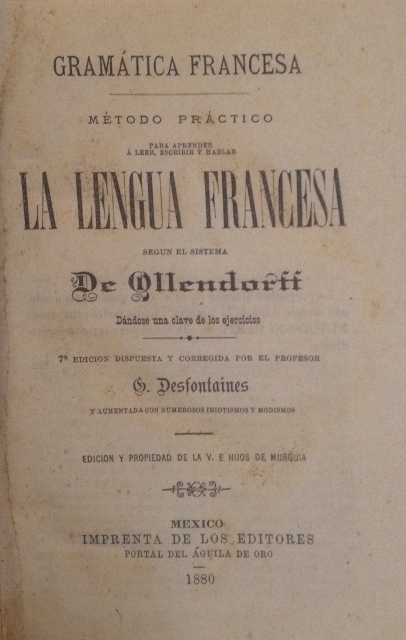 GRAMÁTICA FRANCESA
MÉTODO PRÁCTICO
PARA APRENDER
Á LEER, ESCRIBIR Y HABLAR
LA LENGUA FRANCESA
SEGUN EL SISTEMA
De Ollendorff
Dándose una clave de los ejercicios
7ª EDICION DISPUESTA Y CORREGIDA POR EL PROFESOR
G. Desfontaines
Y AUMENTADA CON NUMEROSOS IDIOTISMOS Y MODISMOS
EDICION Y PROPIEDAD DE LA V. E HIJOS DE MURGUIA
MEXICO
IMPRENTA DE LOS EDITORES
PORTAL DEL ÁGUILA DE ORO
1880